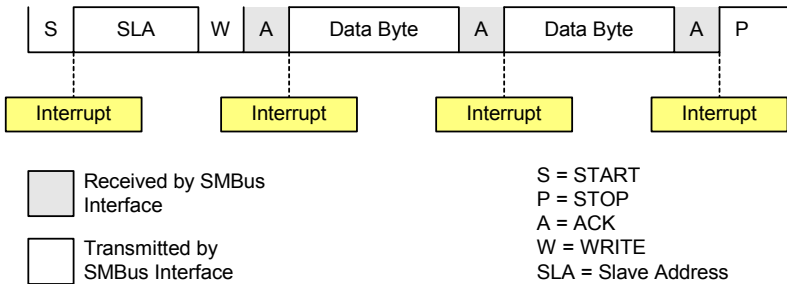 S SLA W A Data Byte A Data Byte A P
Interrupt Interrupt Interrupt Interrupt
Received by SMBus
Interface
Transmitted by
SMBus Interface
S = START
P = STOP
A = ACK
W = WRITE
SLA = Slave Address